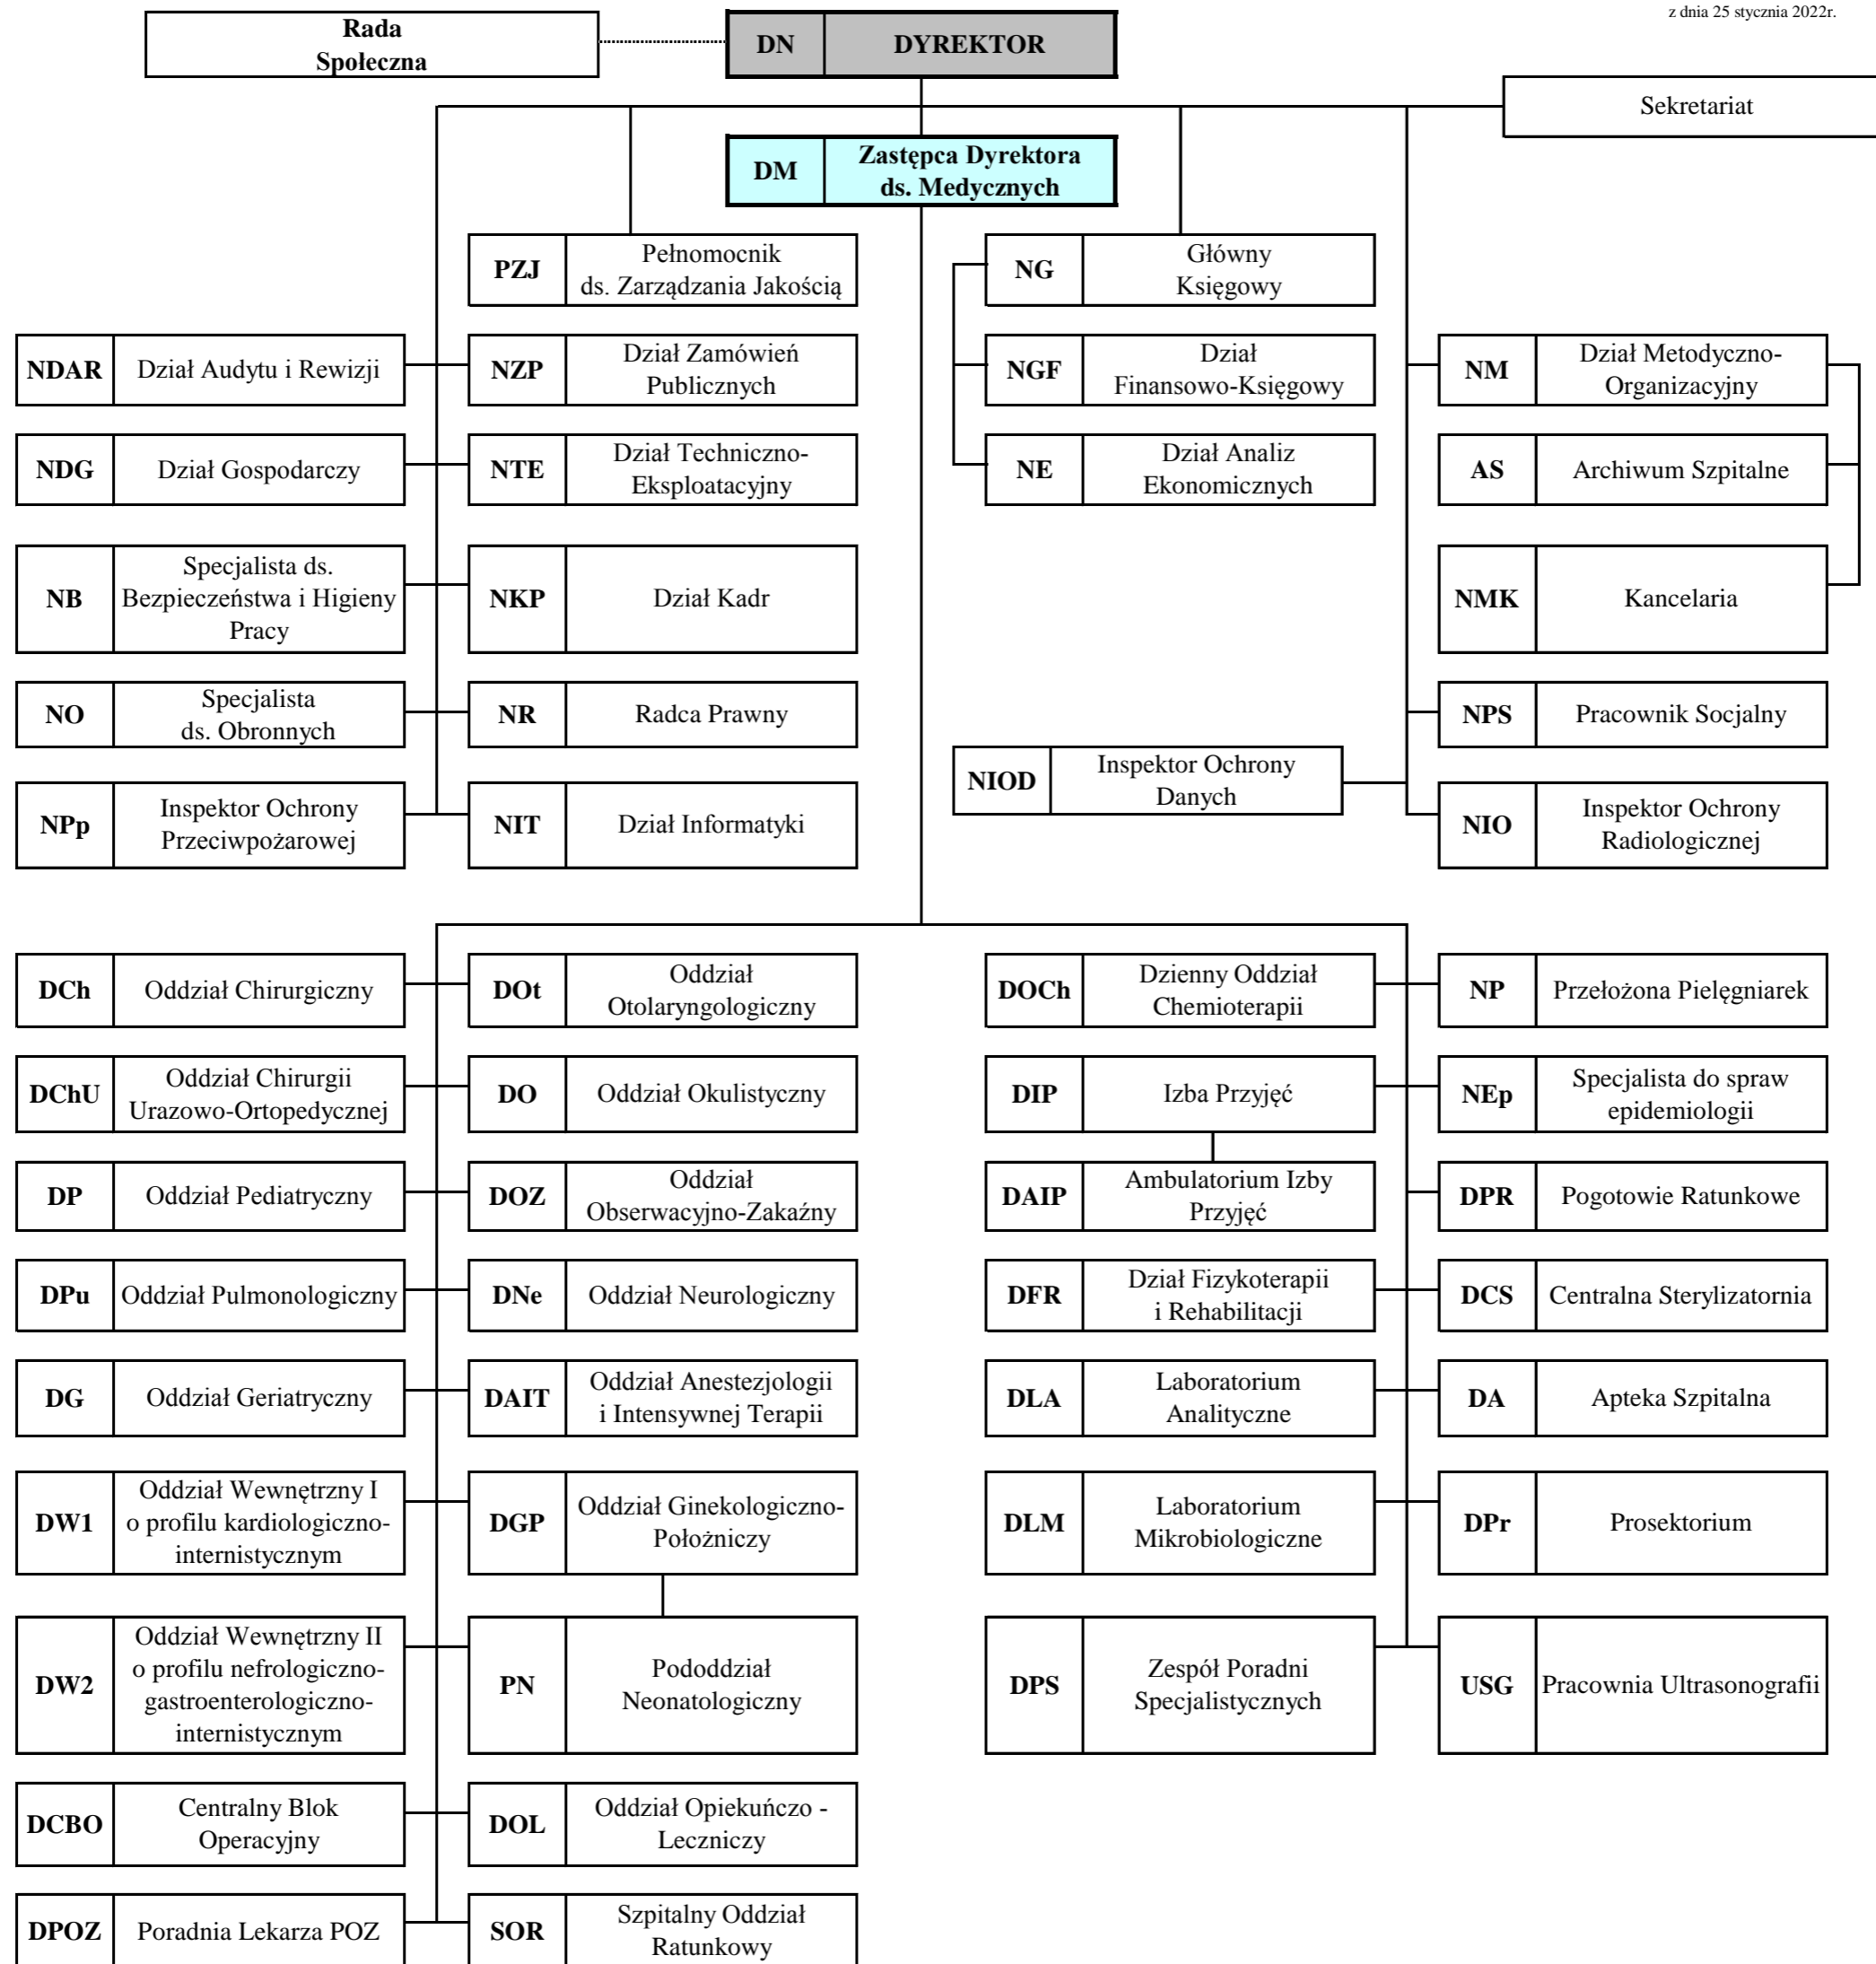 z dnia 25 stycznia 2022r.
Rada
Społeczna
DN
DYREKTOR
Sekretariat
DM
Zastępca Dyrektora
ds. Medycznych
PZJ
Pełnomocnik
ds. Zarządzania Jakością
NG
Główny
Księgowy
NDAR
Dział Audytu i Rewizji
NZP
Dział Zamówień
Publicznych
NGF
Dział
Finansowo-Księgowy
NM
Dział Metodyczno-
Organizacyjny
NDG
Dział Gospodarczy
NTE
Dział Techniczno-
Eksploatacyjny
NE
Dział Analiz
Ekonomicznych
AS
Archiwum Szpitalne
NB
Specjalista ds.
Bezpieczeństwa i Higieny
Pracy
NKP
Dział Kadr
NMK
Kancelaria
NO
Specjalista
ds. Obronnych
NR
Radca Prawny
NPS
Pracownik Socjalny
NIOD
Inspektor Ochrony
Danych
NPp
Inspektor Ochrony
Przeciwpożarowej
NIT
Dział Informatyki
NIO
Inspektor Ochrony
Radiologicznej
DCh
Oddział Chirurgiczny
DOt
Oddział
Otolaryngologiczny
DOCh
Dzienny Oddział
Chemioterapii
NP
Przełożona Pielęgniarek
DChU
Oddział Chirurgii
Urazowo-Ortopedycznej
DO
Oddział Okulistyczny
DIP
Izba Przyjęć
NEp
Specjalista do spraw
epidemiologii
DP
Oddział Pediatryczny
DOZ
Oddział
Obserwacyjno-Zakaźny
DAIP
Ambulatorium Izby
Przyjęć
DPR
Pogotowie Ratunkowe
DPu
Oddział Pulmonologiczny
DNe
Oddział Neurologiczny
DFR
Dział Fizykoterapii
i Rehabilitacji
DCS
Centralna Sterylizatornia
DG
Oddział Geriatryczny
DAIT
Oddział Anestezjologii
i Intensywnej Terapii
DLA
Laboratorium
Analityczne
DA
Apteka Szpitalna
DW1
Oddział Wewnętrzny I
o profilu kardiologiczno-
internistycznym
DGP
Oddział Ginekologiczno-
Położniczy
DLM
Laboratorium
Mikrobiologiczne
DPr
Prosektorium
DW2
Oddział Wewnętrzny II
o profilu nefrologiczno-
gastroenterologiczno-
internistycznym
PN
Pododdział
Neonatologiczny
DPS
Zespół Poradni
Specjalistycznych
USG
Pracownia Ultrasonografii
DCBO
Centralny Blok
Operacyjny
DOL
Oddział Opiekuńczo -
Leczniczy
DPOZ
Poradnia Lekarza POZ
SOR
Szpitalny Oddział
Ratunkowy